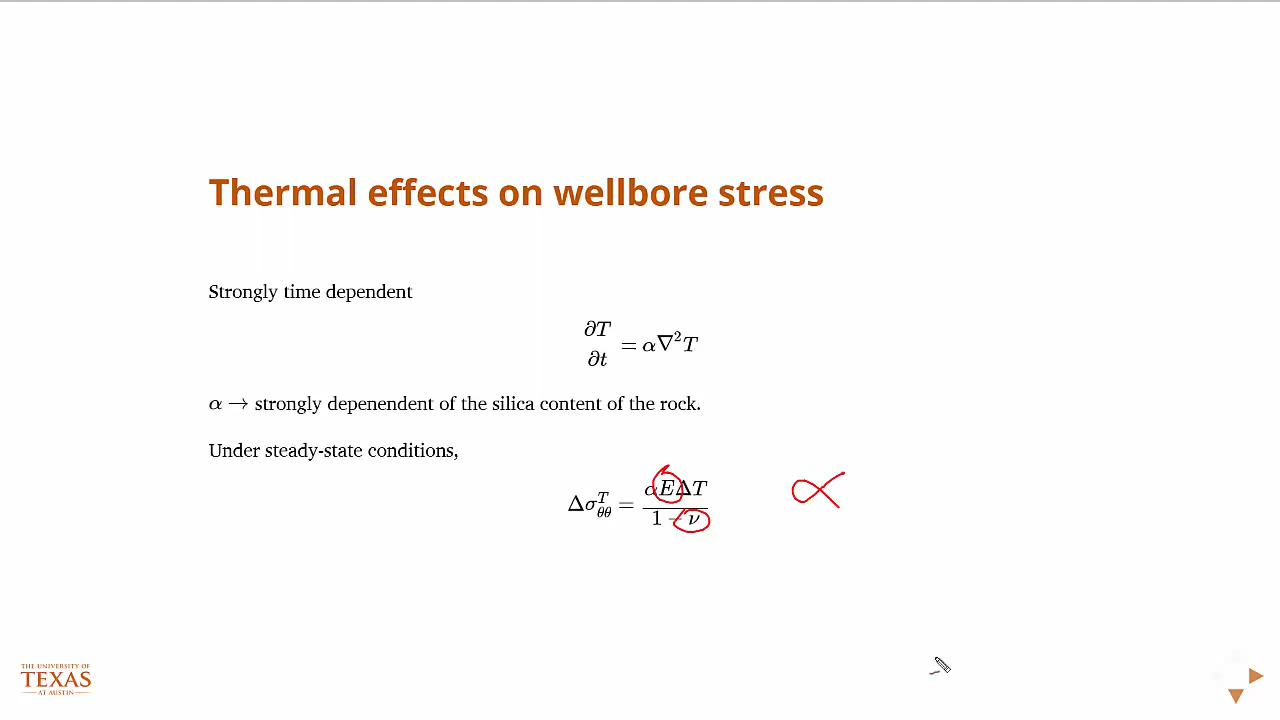 Thermal effects on wellbore stress
Strongly time dependent
∂T/∂t = α∇²T
α → strongly depenendent of the silica content of the rock.
Under steady-state conditions,
Δσ^T_θθ = αEΔT/(1 − ν)
∝
THE UNIVERSITY OF
TEXAS
AT AUSTIN